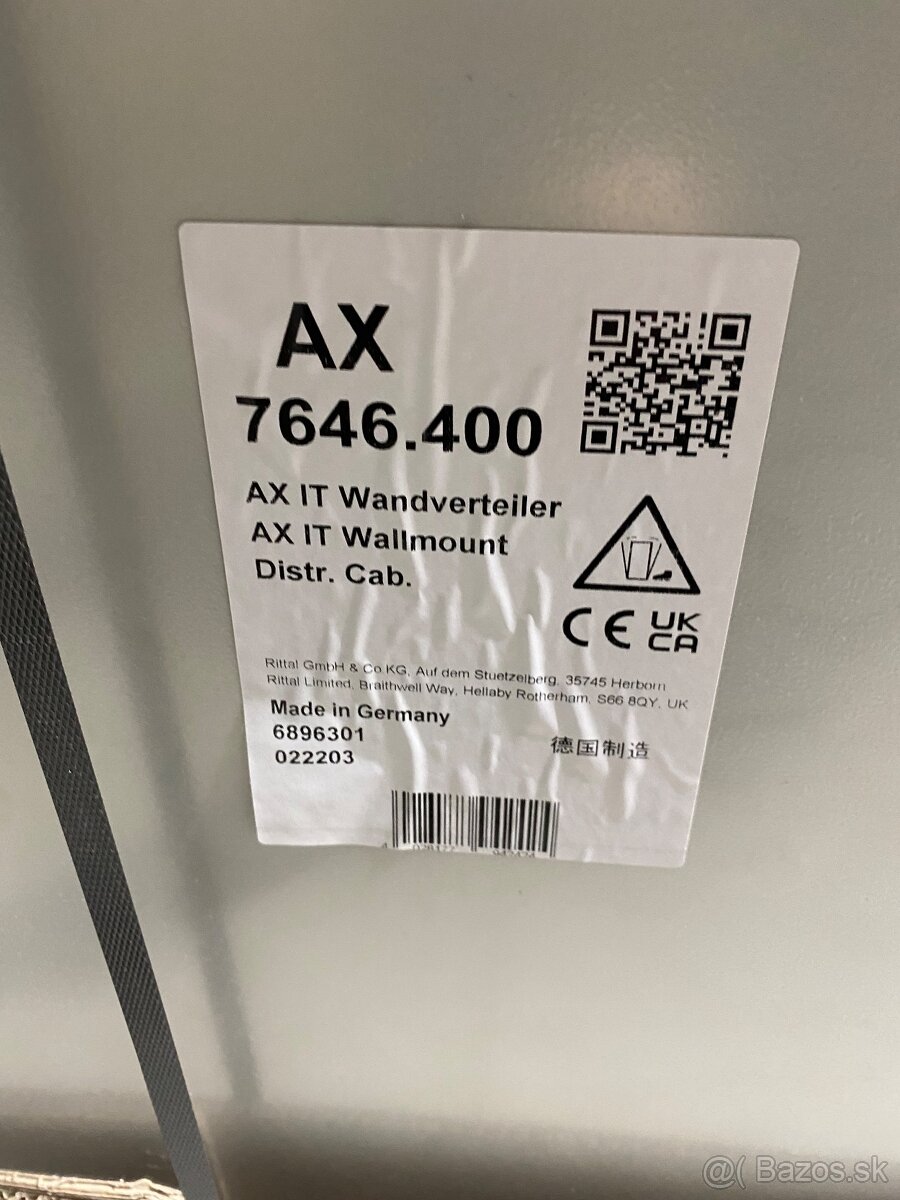 AX
7646.400
AX IT Wandverteiler
AX IT Wallmount
Distr. Cab.
CE UK
CA
Rittal GmbH & Co KG, Auf dem Stuetzelberg, 35745 Herborn
Rittal Limited, Braithwell Way, Hellaby Rotherham, S66 8QY, UK
Made in Germany
6896301
022203
德国制造
@( Bazos.sk